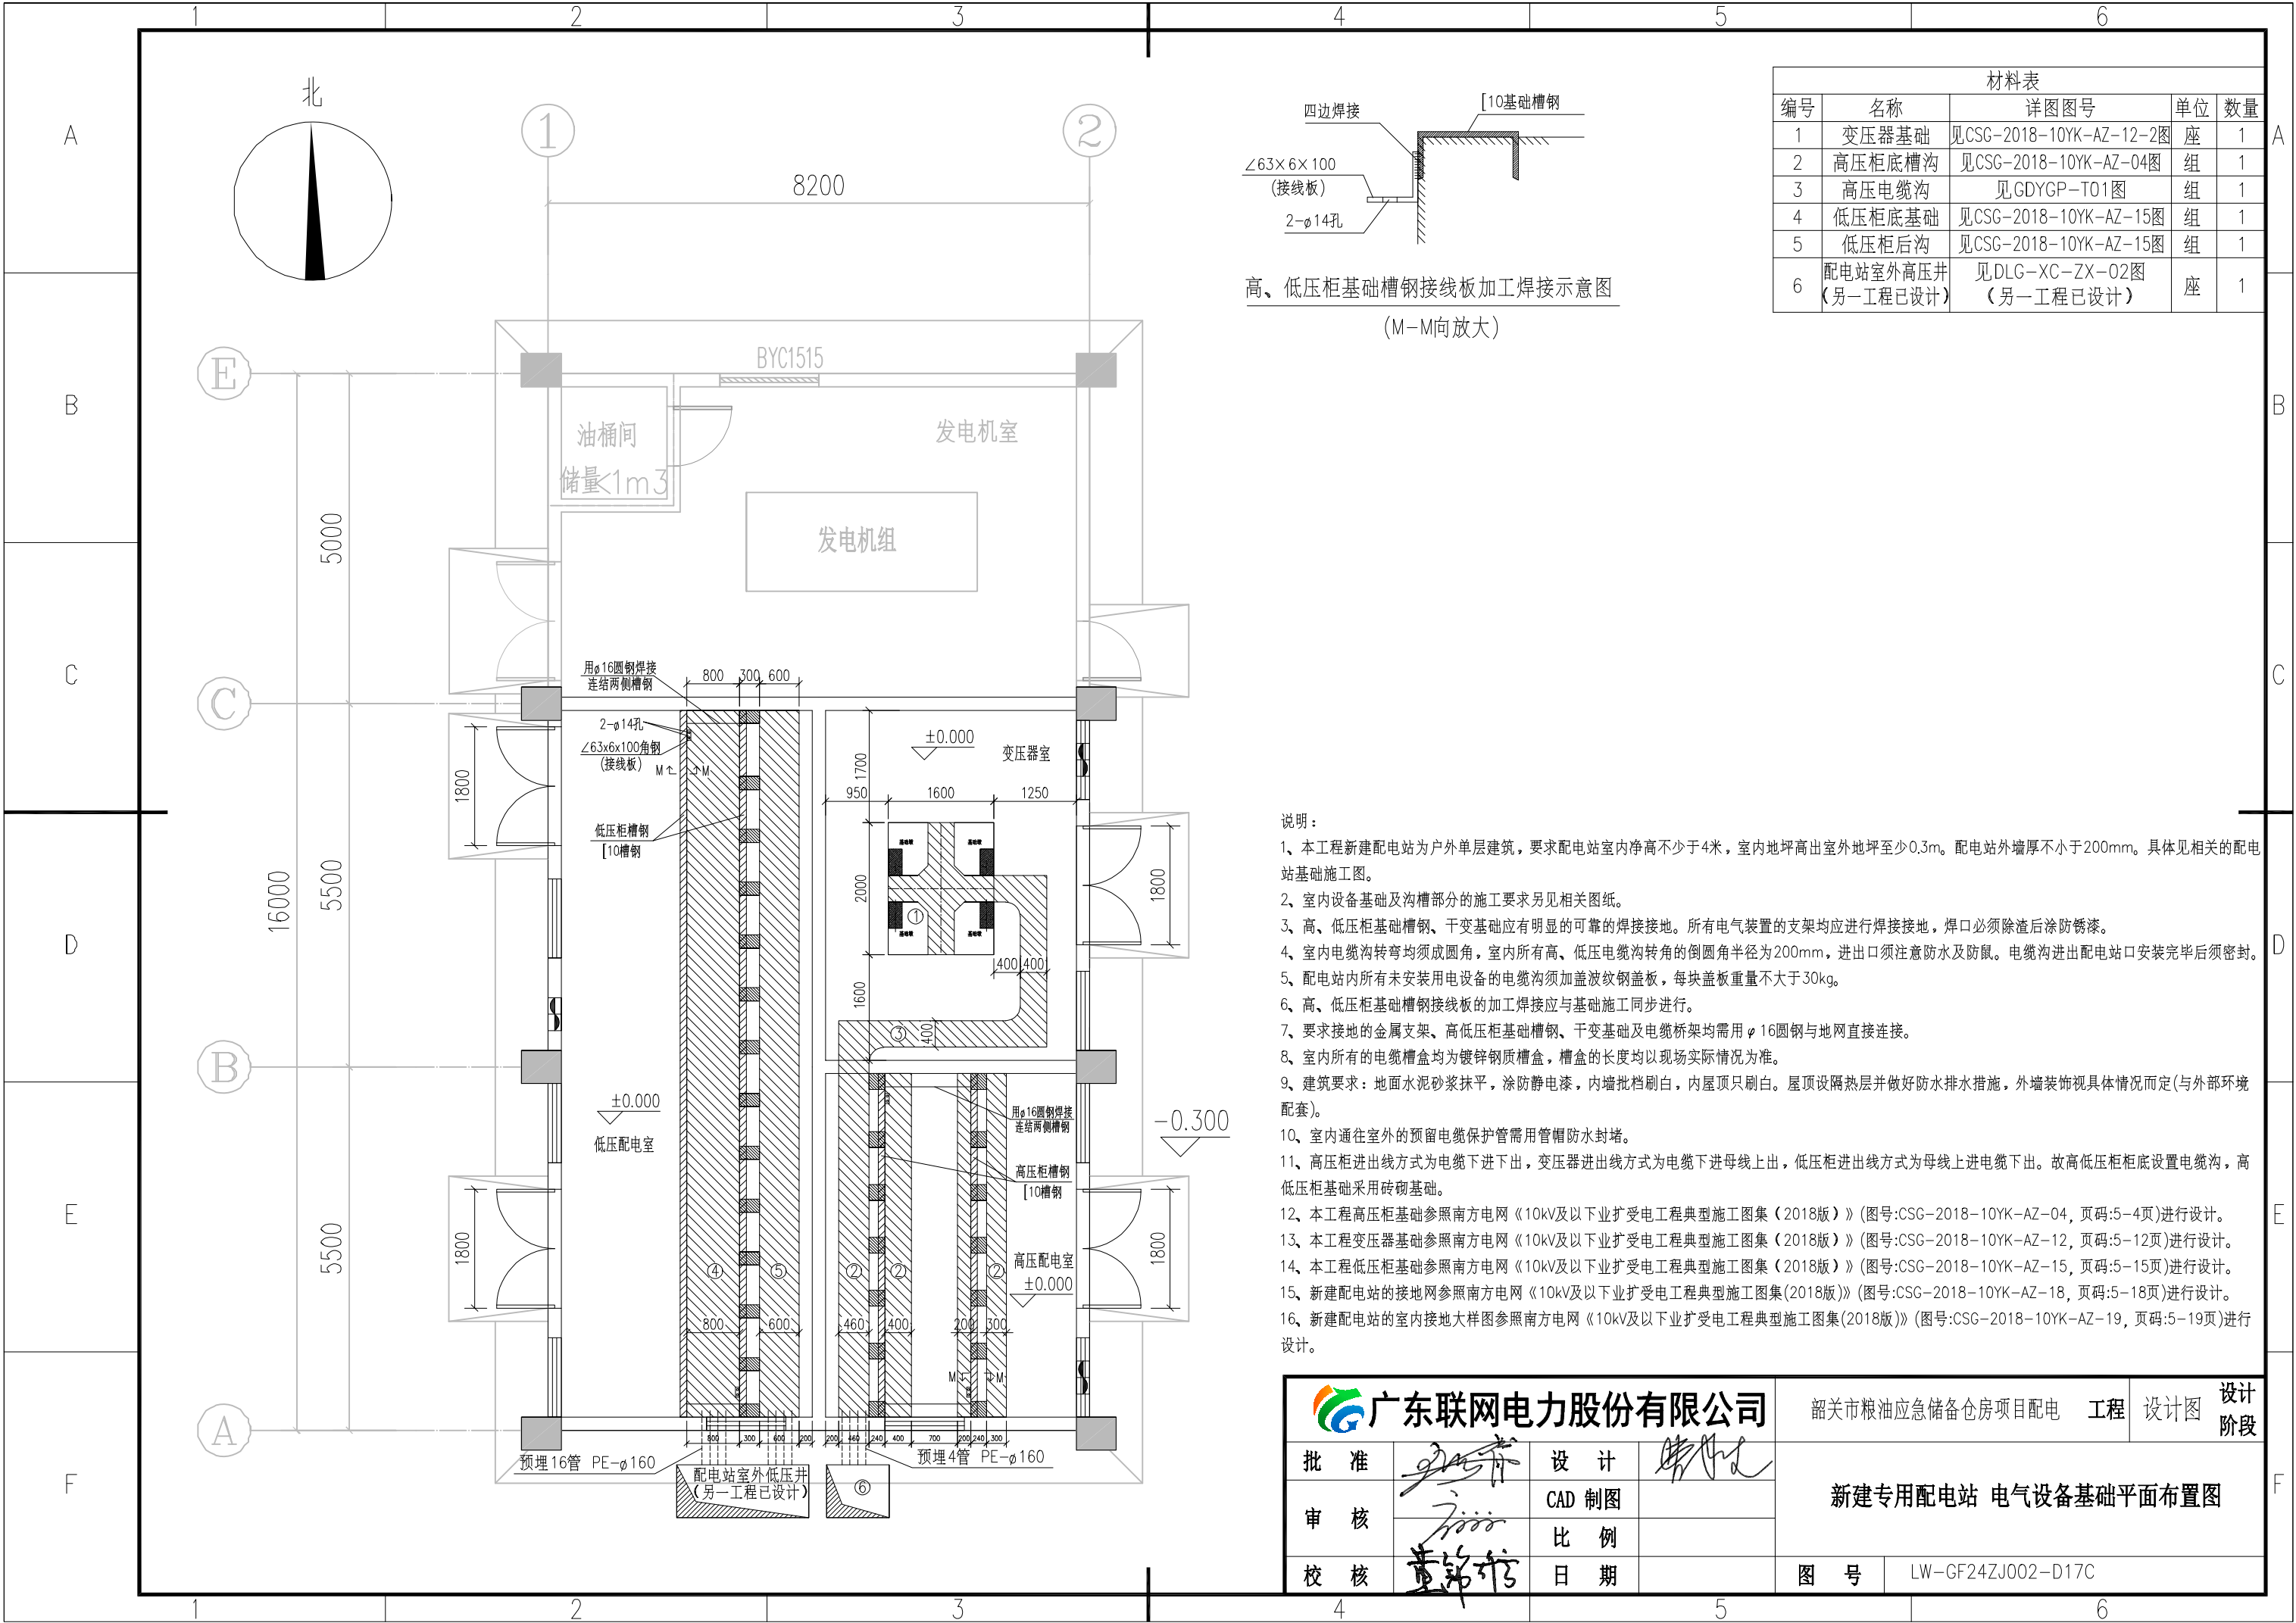 1 2 3 4 5 6
A
B
C
D
E
F
北
1
2
8200
E
C
B
A
5000
5500
5500
16000
BYC1515
油桶间
储量<1m3
发电机室
发电机组
四边焊接
[10基础槽钢
∠63×6×100
(接线板)
2-ø14孔
高、低压柜基础槽钢接线板加工焊接示意图
(M-M向放大)
材料表
编号 名称 详图图号 单位 数量
1 变压器基础 见CSG-2018-10YK-AZ-12-2图 座 1
2 高压柜底槽沟 见CSG-2018-10YK-AZ-04图 组 1
3 高压电缆沟 见GDYGP-T01图 组 1
4 低压柜底基础 见CSG-2018-10YK-AZ-15图 组 1
5 低压柜后沟 见CSG-2018-10YK-AZ-15图 组 1
6 配电站室外高压井 见DLG-XC-ZX-02图 座 1
(另一工程已设计) (另一工程已设计)
用ø16圆钢焊接
连结两侧槽钢
800 300 600
2-ø14孔
∠63x6x100角钢
(接线板)
M M
低压柜槽钢
[10槽钢
1800
±0.000
变压器室
1700
950 1600 1250
基础墩 基础墩
2000
①
基础墩 基础墩
1800
400 400
1600
③
400
±0.000
低压配电室
用ø16圆钢焊接
连结两侧槽钢
-0.300
高压柜槽钢
[10槽钢
1800
1800
高压配电室
±0.000
④ ⑤ ② ② ②
800 600 460 400 200 300
M M
800 300 600 200 200 460 240 400 700 200 240 300
预埋16管 PE-ø160
预埋4管 PE-ø160
配电站室外低压井
(另一工程已设计)
⑥
说明：
1、本工程新建配电站为户外单层建筑，要求配电站室内净高不少于4米，室内地坪高出室外地坪至少0.3m。配电站外墙厚不小于200mm。具体见相关的配电
站基础施工图。
2、室内设备基础及沟槽部分的施工要求另见相关图纸。
3、高、低压柜基础槽钢、干变基础应有明显的可靠的焊接接地。所有电气装置的支架均应进行焊接接地，焊口必须除渣后涂防锈漆。
4、室内电缆沟转弯均须成圆角，室内所有高、低压电缆沟转角的倒圆角半径为200mm，进出口须注意防水及防鼠。电缆沟进出配电站口安装完毕后须密封。
5、配电站内所有未安装用电设备的电缆沟须加盖波纹钢盖板，每块盖板重量不大于30kg。
6、高、低压柜基础槽钢接线板的加工焊接应与基础施工同步进行。
7、要求接地的金属支架、高低压柜基础槽钢、干变基础及电缆桥架均需用φ16圆钢与地网直接连接。
8、室内所有的电缆槽盒均为镀锌钢质槽盒，槽盒的长度均以现场实际情况为准。
9、建筑要求：地面水泥砂浆抹平，涂防静电漆，内墙批档刷白，内屋顶只刷白。屋顶设隔热层并做好防水排水措施，外墙装饰视具体情况而定(与外部环境
配套)。
10、室内通往室外的预留电缆保护管需用管帽防水封堵。
11、高压柜进出线方式为电缆下进下出，变压器进出线方式为电缆下进母线上出，低压柜进出线方式为母线上进电缆下出。故高低压柜柜底设置电缆沟，高
低压柜基础采用砖砌基础。
12、本工程高压柜基础参照南方电网《10kV及以下业扩受电工程典型施工图集（2018版）》(图号:CSG-2018-10YK-AZ-04, 页码:5-4页)进行设计。
13、本工程变压器基础参照南方电网《10kV及以下业扩受电工程典型施工图集（2018版）》(图号:CSG-2018-10YK-AZ-12, 页码:5-12页)进行设计。
14、本工程低压柜基础参照南方电网《10kV及以下业扩受电工程典型施工图集（2018版）》(图号:CSG-2018-10YK-AZ-15, 页码:5-15页)进行设计。
15、新建配电站的接地网参照南方电网《10kV及以下业扩受电工程典型施工图集(2018版)》(图号:CSG-2018-10YK-AZ-18, 页码:5-18页)进行设计。
16、新建配电站的室内接地大样图参照南方电网《10kV及以下业扩受电工程典型施工图集(2018版)》(图号:CSG-2018-10YK-AZ-19, 页码:5-19页)进行
设计。
广东联网电力股份有限公司
韶关市粮油应急储备仓房项目配电 工程 设计图 设计
阶段
批 准 设 计
审 核 CAD 制图
比 例
校 核 日 期
新建专用配电站 电气设备基础平面布置图
图 号 LW-GF24ZJ002-D17C
A
B
C
D
E
F
1 2 3 4 5 6